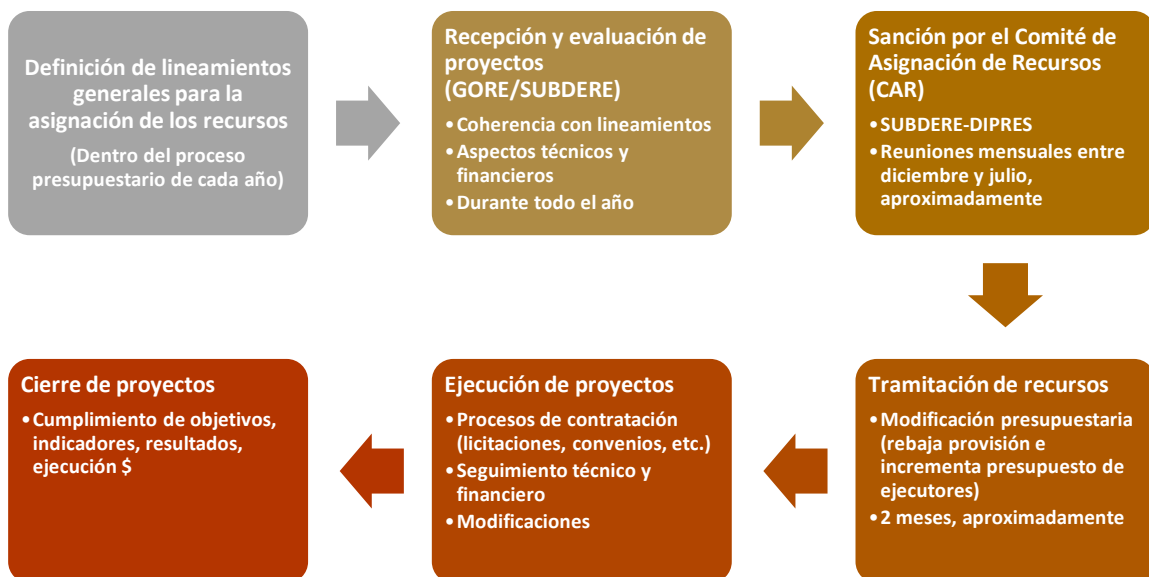 Definición de lineamientos
generales para la
asignación de los recursos
(Dentro del proceso
presupuestario de cada año)
Recepción y evaluación de
proyectos
(GORE/SUBDERE)
•Coherencia con lineamientos
•Aspectos técnicos y
financieros
•Durante todo el año
Sanción por el Comité de
Asignación de Recursos
(CAR)
•SUBDERE-DIPRES
•Reuniones mensuales entre
diciembre y julio,
aproximadamente
Tramitación de recursos
•Modificación presupuestaria
(rebaja provisión e
incrementa presupuesto de
ejecutores)
•2 meses, aproximadamente
Ejecución de proyectos
•Procesos de contratación
(licitaciones, convenios, etc.)
•Seguimiento técnico y
financiero
•Modificaciones
Cierre de proyectos
•Cumplimiento de objetivos,
indicadores, resultados,
ejecución $